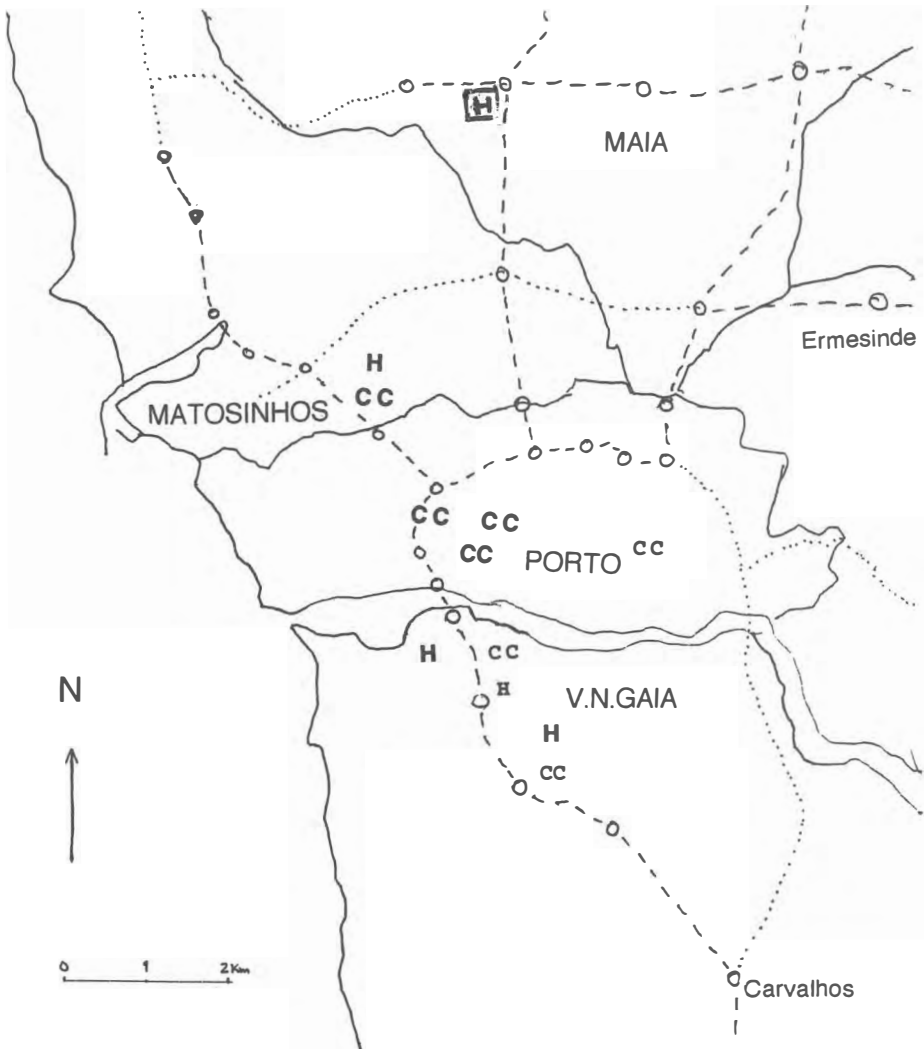 H
MAIA
Ermesinde
H
CC
MATOSINHOS
CC
CC
CC
PORTO
CC
H
CC
H
N
V.N.GAIA
H
CC
0 1 2Km
Carvalhos